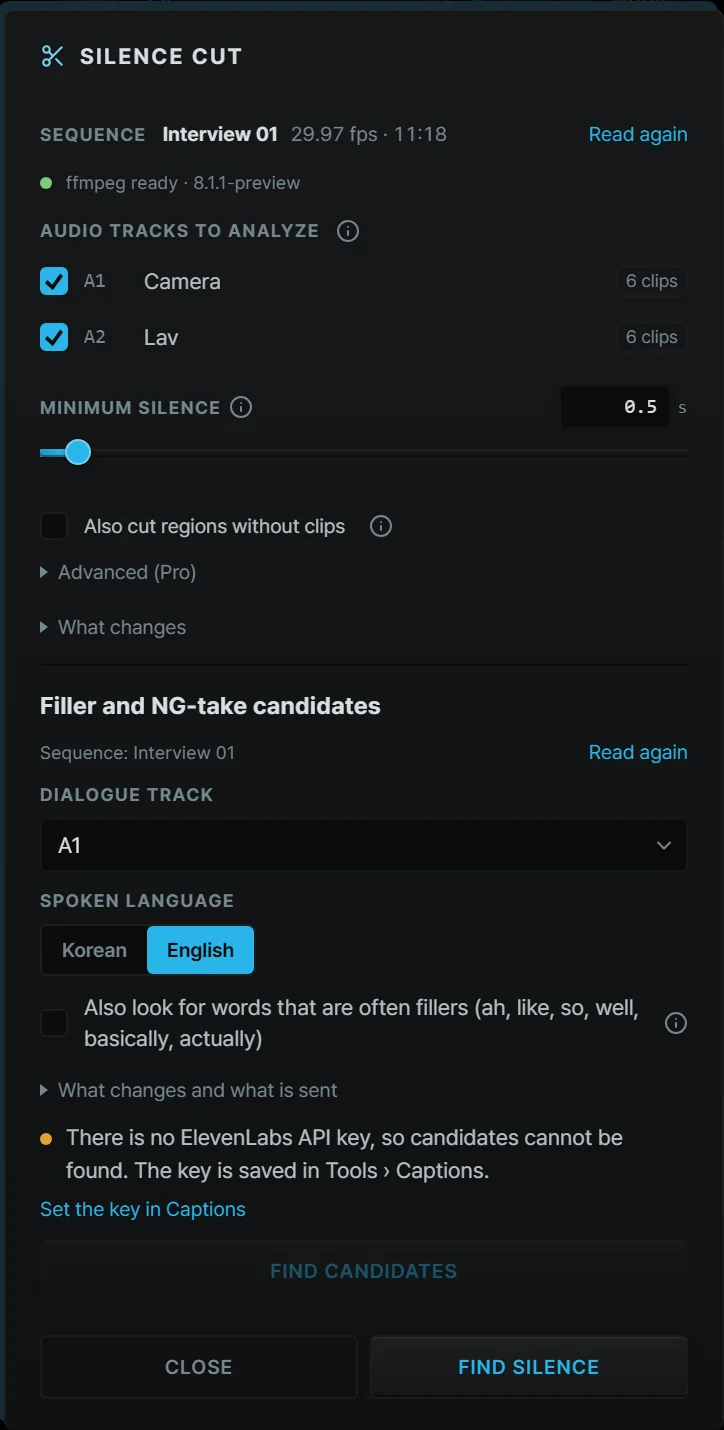 SILENCE CUT
SEQUENCE Interview 01 29.97 fps · 11:18 Read again
ffmpeg ready · 8.1.1-preview
AUDIO TRACKS TO ANALYZE
A1 Camera 6 clips
A2 Lav 6 clips
MINIMUM SILENCE 0.5 s
Also cut regions without clips
Advanced (Pro)
What changes
Filler and NG-take candidates
Sequence: Interview 01 Read again
DIALOGUE TRACK
A1
SPOKEN LANGUAGE
Korean English
Also look for words that are often fillers (ah, like, so, well,
basically, actually)
What changes and what is sent
There is no ElevenLabs API key, so candidates cannot be
found. The key is saved in Tools › Captions.
Set the key in Captions
FIND CANDIDATES
CLOSE FIND SILENCE